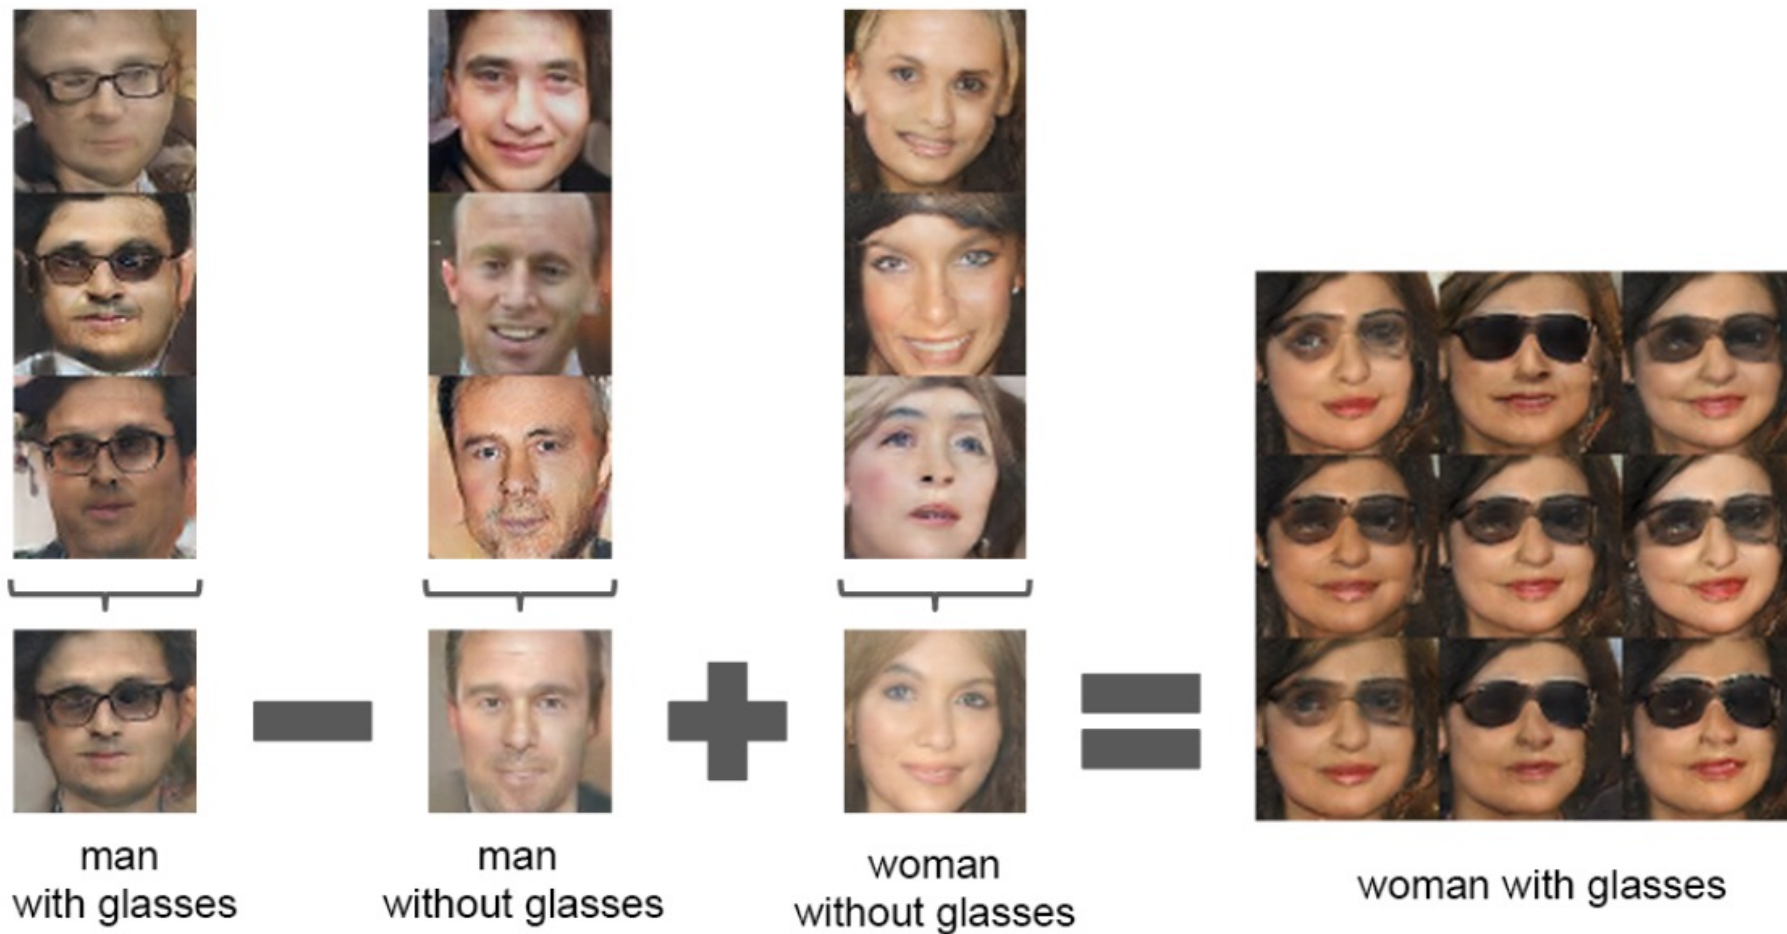 man
with glasses
man
without glasses
woman
without glasses
woman with glasses